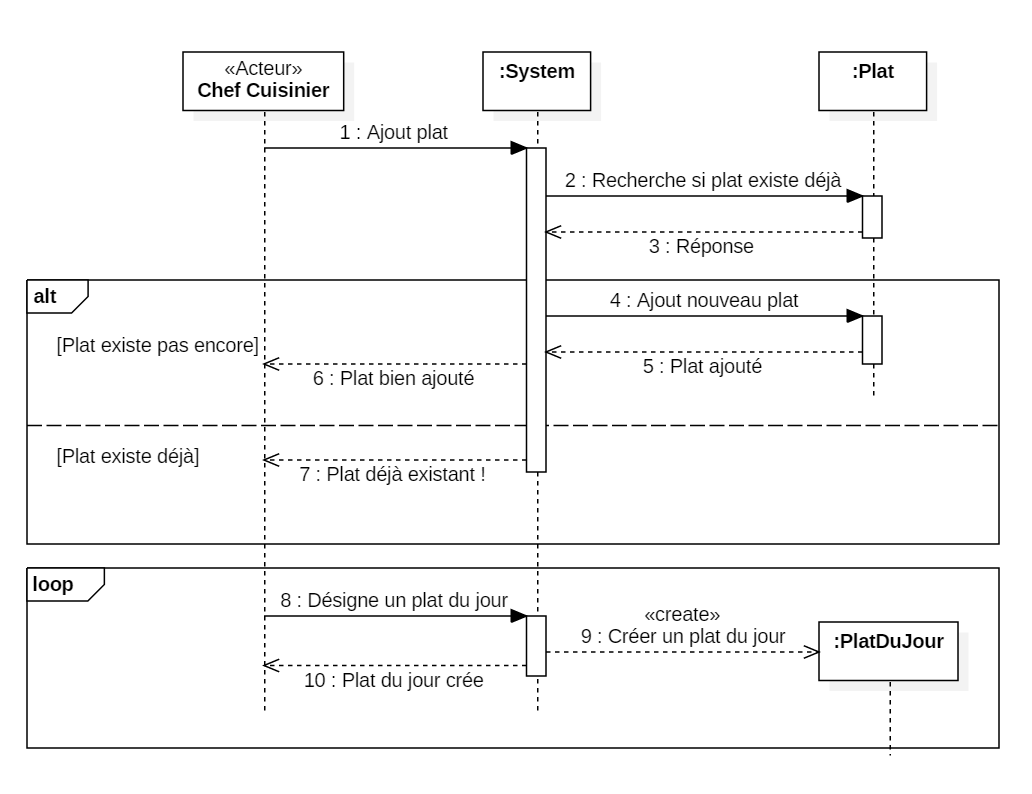 «Acteur»
Chef Cuisinier
:System
:Plat
1 : Ajout plat
2 : Recherche si plat existe déjà
3 : Réponse
alt
4 : Ajout nouveau plat
[Plat existe pas encore]
5 : Plat ajouté
6 : Plat bien ajouté
[Plat existe déjà]
7 : Plat déjà existant !
loop
8 : Désigne un plat du jour
«create»
9 : Créer un plat du jour
:PlatDuJour
10 : Plat du jour crée